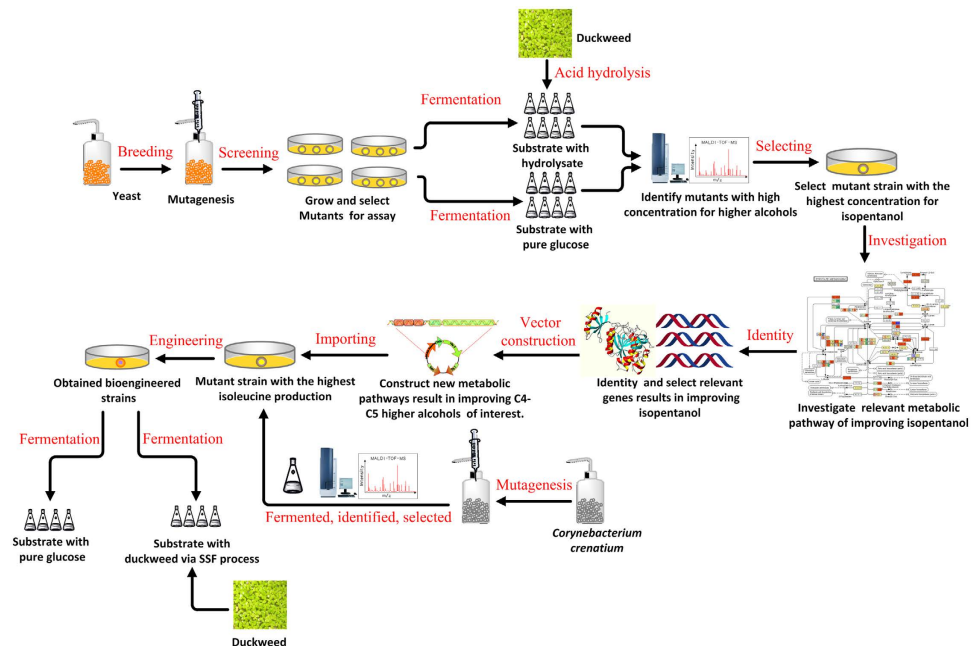 Duckweed
Acid hydrolysis
Fermentation
Breeding
Screening
Yeast
Mutagenesis
Grow and select
Mutants for assay
Substrate with
hydrolysate
Fermentation
Substrate with
pure glucose
MALDI-TOF-MS
Intensity
m/z
Identify mutants with high
concentration for higher alcohols
Selecting
Select mutant strain with the
highest concentration for
isopentanol
Investigation
Investigate relevant metabolic
pathway of improving isopentanol
Identity
Identity and select relevant
genes results in improving
isopentanol
Vector
construction
Construct new metabolic
pathways result in improving C4-
C5 higher alcohols of interest.
Importing
Mutant strain with the highest
isoleucine production
Engineering
Obtained bioengineered
strains
Fermentation
Fermentation
Substrate with
pure glucose
Substrate with
duckweed via SSF process
Duckweed
MALDI-TOF-MS
Intensity
m/z
Fermented, identified, selected
Mutagenesis
Corynebacterium
crenatium